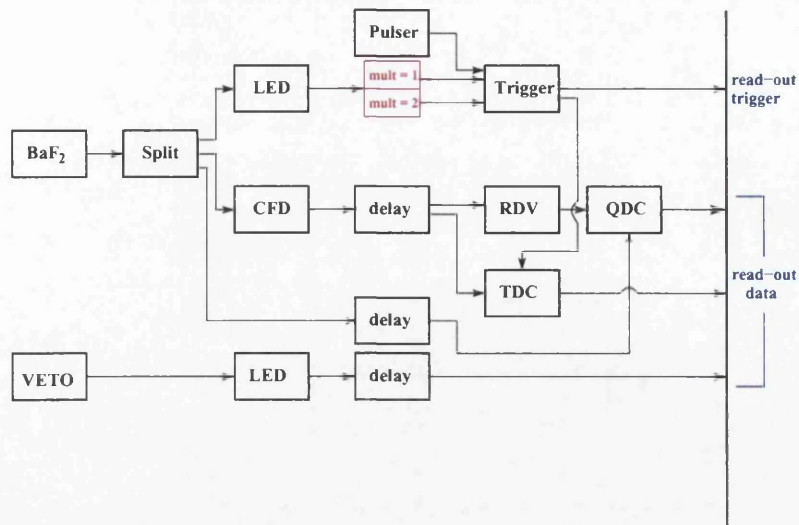 Pulser
LED
mult = 1
mult = 2
Trigger
read-out
trigger
BaF₂
Split
CFD
delay
RDV
QDC
TDC
read-out
data
delay
VETO
LED
delay